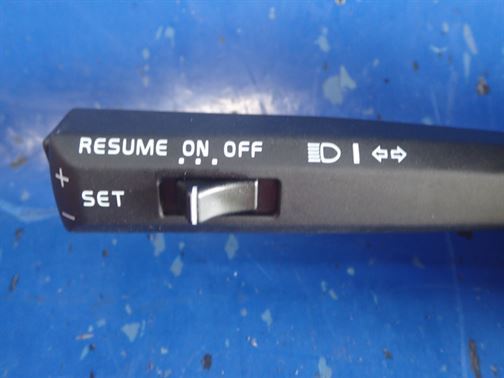 RESUME ON OFF
+
SET
-